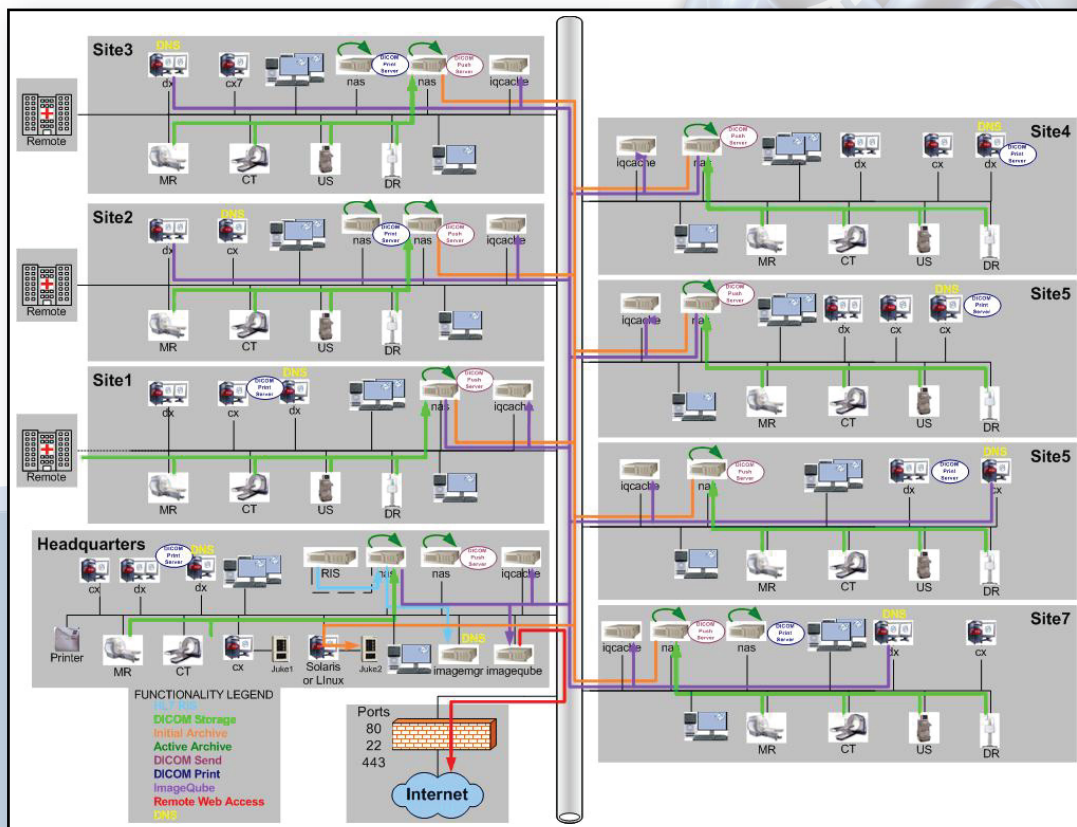 Site3
DNS
dx
cx7
nas
DICOM
Print
Server
nas
DICOM
Push
Server
iqcache
Remote
MR
CT
US
DR
Site2
dx
DNS
cx
nas
DICOM
Print
Server
nas
DICOM
Push
Server
iqcache
Remote
MR
CT
US
DR
Site1
dx
cx
DICOM
Print
Server
DNS
dx
nas
DICOM
Push
Server
iqcache
Remote
MR
CT
US
DR
Headquarters
cx
dx
DICOM
Print
Server
DNS
dx
RIS
nas
nas
DICOM
Push
Server
iqcache
Printer
MR
CT
cx
Juke1
Solaris
or LInux
Juke2
DNS
imagemgr
imageqube
FUNCTIONALITY LEGEND
DICOM Storage
Initial Archive
Active Archive
DICOM Send
DICOM Print
ImageQube
Remote Web Access
DNS
Ports
80
22
443
Internet
Site4
iqcache
nas
DICOM
Push
Server
dx
cx
DNS
dx
DICOM
Print
Server
MR
CT
US
DR
Site5
iqcache
nas
DICOM
Push
Server
dx
cx
DNS
cx
DICOM
Print
Server
MR
CT
US
DR
Site5
iqcache
nas
DICOM
Push
Server
dx
DICOM
Print
Server
DNS
cx
MR
CT
US
DR
Site7
iqcache
nas
DICOM
Push
Server
nas
DICOM
Print
Server
DNS
dx
cx
MR
CT
US
DR